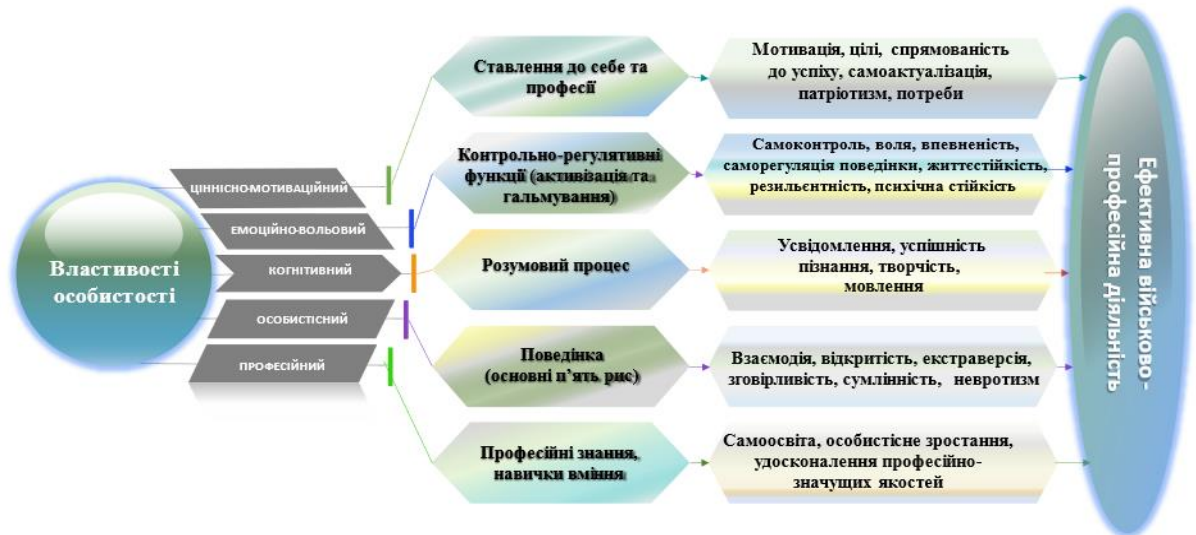 Властивості
особистості
ЦІННІСНО-МОТИВАЦІЙНИЙ
ЕМОЦІЙНО-ВОЛЬОВИЙ
КОГНІТИВНИЙ
ОСОБИСТІСНИЙ
ПРОФЕСІЙНИЙ
Ставлення до себе та
професії
Мотивація, цілі, спрямованість
до успіху, самоактуалізація,
патріотизм, потреби
Контрольно-регулятивні
функції (активізація та
гальмування)
Самоконтроль, воля, впевненість,
саморегуляція поведінки, життєстійкість,
резильєнтність, психічна стійкість
Розумовий процес
Усвідомлення, успішність
пізнання, творчість,
мовлення
Поведінка
(основні п’ять рис)
Взаємодія, відкритість, екстраверсія,
зговірливість, сумлінність, невротизм
Професійні знання,
навички вміння
Самоосвіта, особистісне зростання,
удосконалення професійно-
значущих якостей
Ефективна військово-
професійна діяльність